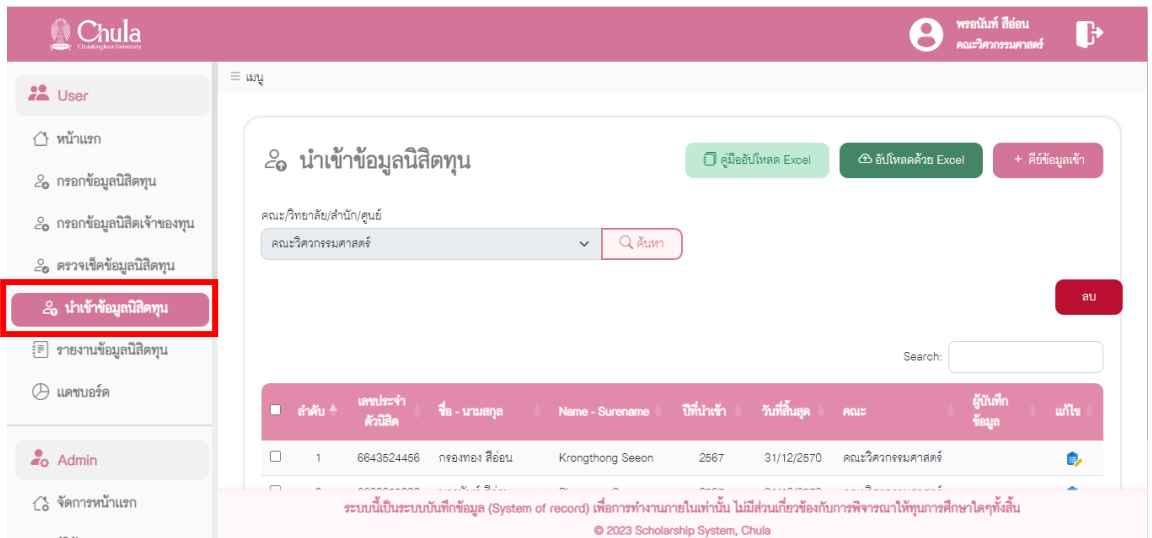 Chula
Chulalongkorn University
พรอนันท์ สีอ่อน
คณะวิศวกรรมศาสตร์
User
หน้าแรก
กรอกข้อมูลนิสิตทุน
กรอกข้อมูลนิสิตเจ้าของทุน
ตรวจเช็คข้อมูลนิสิตทุน
นำเข้าข้อมูลนิสิตทุน
รายงานข้อมูลนิสิตทุน
แดชบอร์ด
Admin
จัดการหน้าแรก
เมนู
นำเข้าข้อมูลนิสิตทุน
คู่มืออัปโหลด Excel
อัปโหลดด้วย Excel
+ คีย์ข้อมูลเข้า
คณะ/วิทยาลัย/สำนัก/ศูนย์
คณะวิศวกรรมศาสตร์
ค้นหา
ลบ
Search:
ลำดับ เลขประจำตัวนิสิต ชื่อ - นามสกุล Name - Surename ปีที่นำเข้า วันที่สิ้นสุด คณะ ผู้บันทึกข้อมูล แก้ไข
1 6643524456 กรองทอง สีอ่อน Krongthong Seeon 2567 31/12/2570 คณะวิศวกรรมศาสตร์
ระบบนี้เป็นระบบบันทึกข้อมูล (System of record) เพื่อการทำงานภายในเท่านั้น ไม่มีส่วนเกี่ยวข้องกับการพิจารณาให้ทุนการศึกษาใดๆทั้งสิ้น
© 2023 Scholarship System, Chula